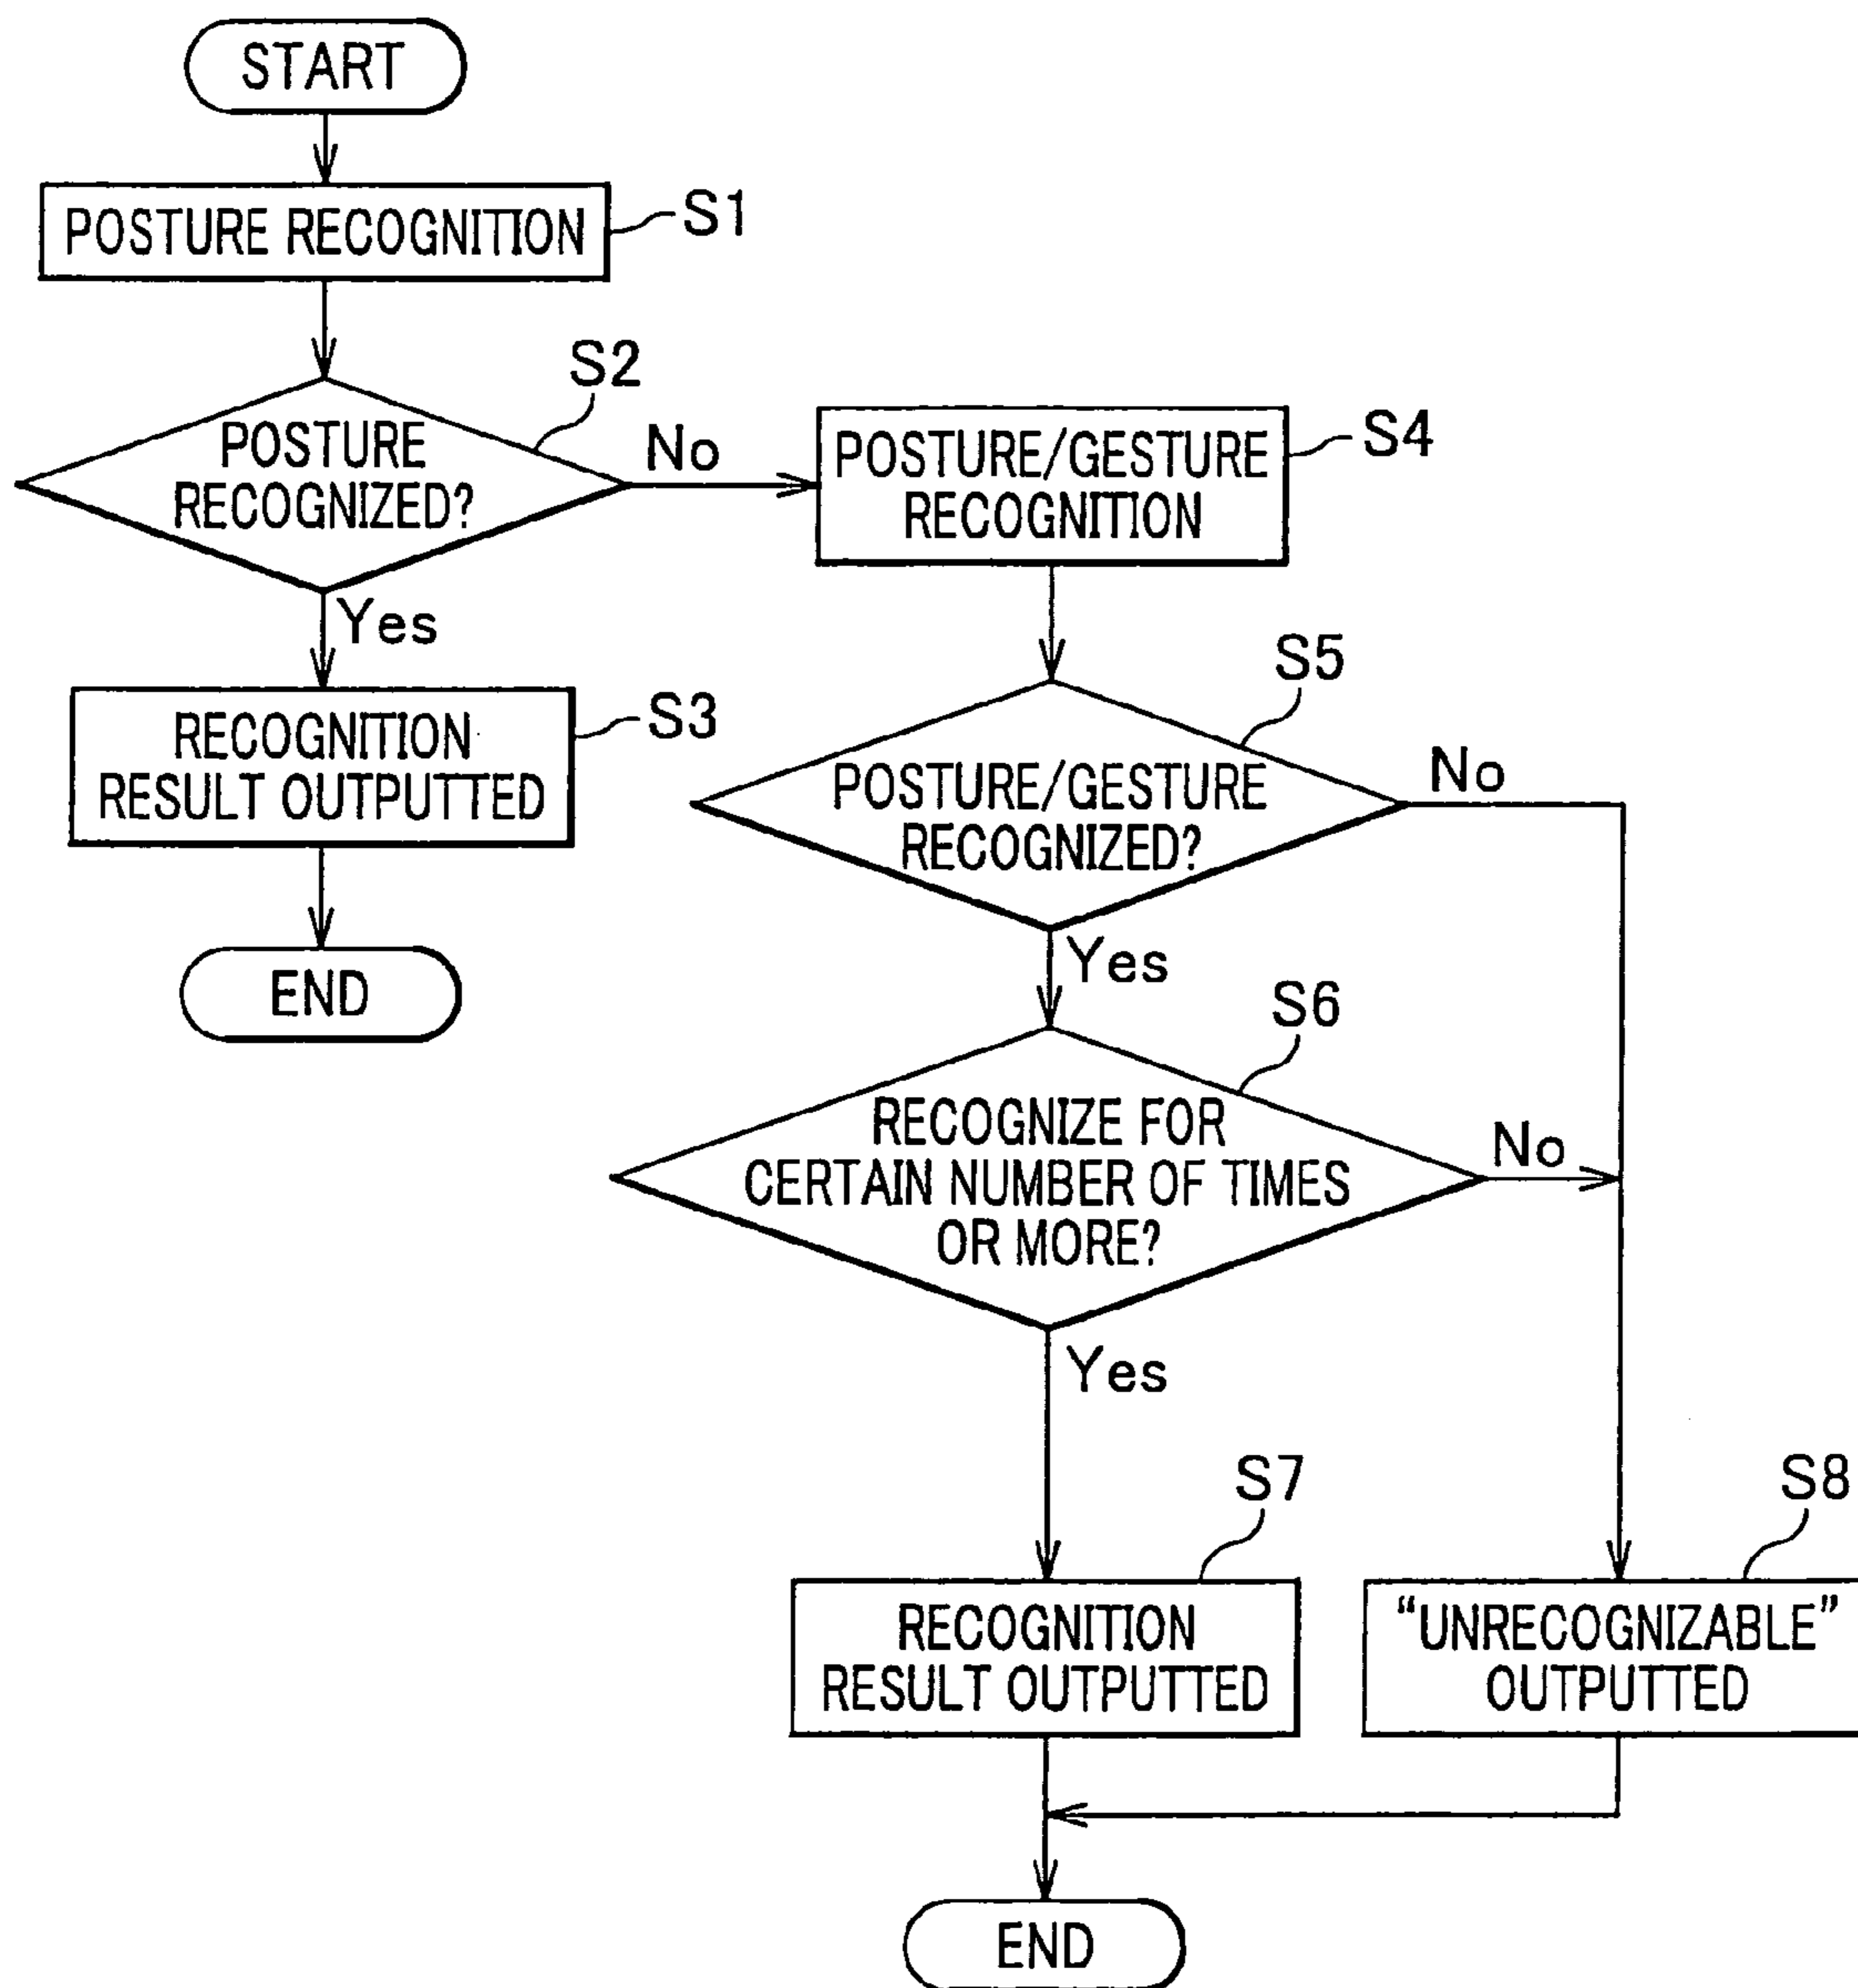 START
POSTURE RECOGNITION
S1
S2
POSTURE
RECOGNIZED?
No
Yes
RECOGNITION
RESULT OUTPUTTED
S3
END
POSTURE/GESTURE
RECOGNITION
S4
S5
POSTURE/GESTURE
RECOGNIZED?
No
Yes
S6
RECOGNIZE FOR
CERTAIN NUMBER OF TIMES
OR MORE?
No
Yes
S7
RECOGNITION
RESULT OUTPUTTED
S8
“UNRECOGNIZABLE”
OUTPUTTED
END